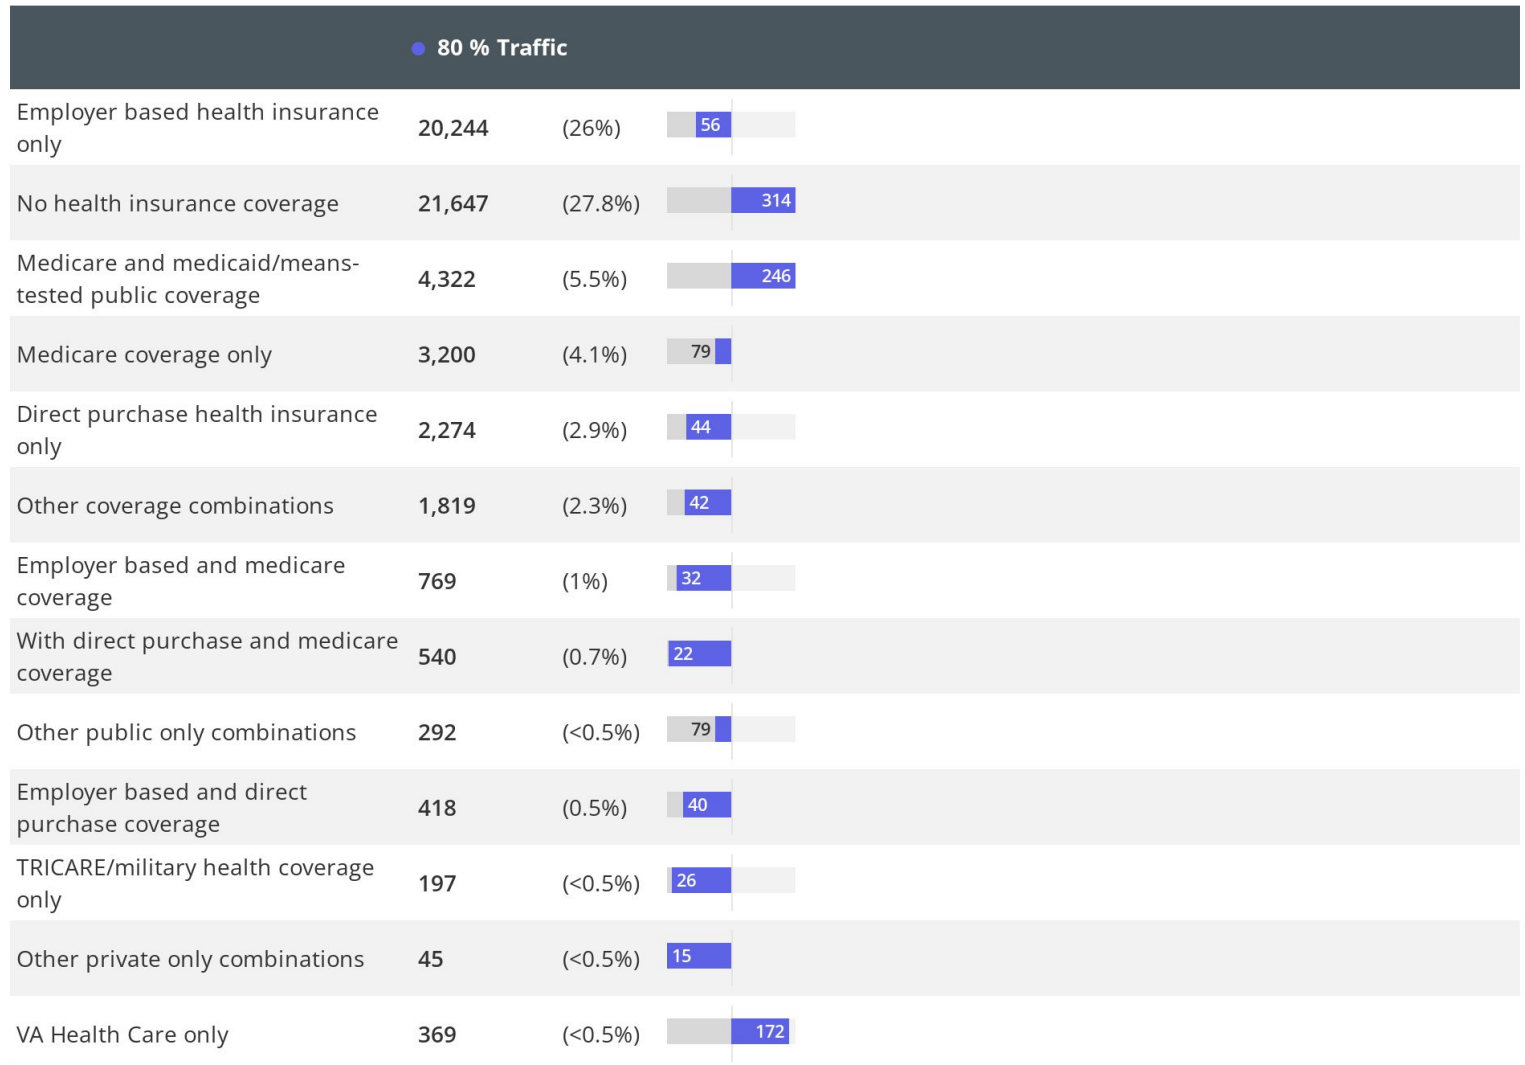 80 % Traffic
Employer based health insurance
only
20,244 (26%) 56
No health insurance coverage 21,647 (27.8%) 314
Medicare and medicaid/means-
tested public coverage
4,322 (5.5%) 246
Medicare coverage only 3,200 (4.1%) 79
Direct purchase health insurance
only
2,274 (2.9%) 44
Other coverage combinations 1,819 (2.3%) 42
Employer based and medicare
coverage
769 (1%) 32
With direct purchase and medicare
coverage
540 (0.7%) 22
Other public only combinations 292 (<0.5%) 79
Employer based and direct
purchase coverage
418 (0.5%) 40
TRICARE/military health coverage
only
197 (<0.5%) 26
Other private only combinations 45 (<0.5%) 15
VA Health Care only 369 (<0.5%) 172